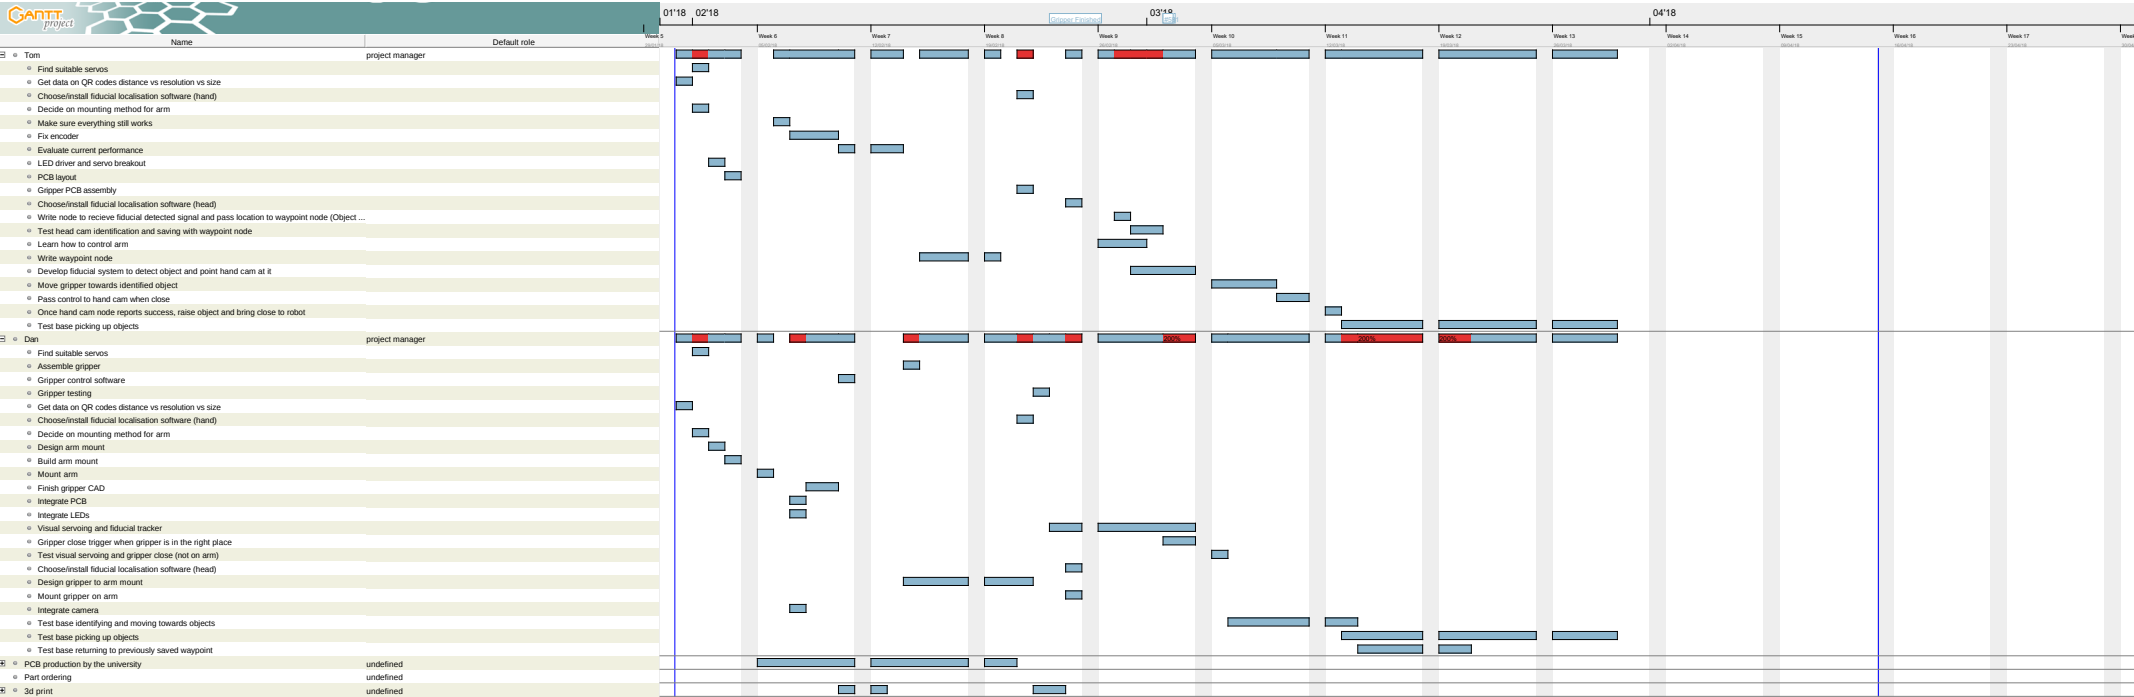 GANTT
project
01'18 02'18 Gripper Finished 03'18 04'18
Name Default role Week 5 Week 6 Week 7 Week 8 Week 9 Week 10 Week 11 Week 12 Week 13 Week 14 Week 15 Week 16 Week 17
Tom project manager
Find suitable servos
Get data on QR codes distance vs resolution vs size
Choose/install fiducial localisation software (hand)
Decide on mounting method for arm
Make sure everything still works
Fix encoder
Evaluate current performance
LED driver and servo breakout
PCB layout
Gripper PCB assembly
Choose/install fiducial localisation software (head)
Write node to recieve fiducial detected signal and pass location to waypoint node (Object ...
Test head cam identification and saving with waypoint node
Learn how to control arm
Write waypoint node
Develop fiducial system to detect object and point hand cam at it
Move gripper towards identified object
Pass control to hand cam when close
Once hand cam node reports success, raise object and bring close to robot
Test base picking up objects
Dan project manager 200% 200% 200%
Find suitable servos
Assemble gripper
Gripper control software
Gripper testing
Get data on QR codes distance vs resolution vs size
Choose/install fiducial localisation software (hand)
Decide on mounting method for arm
Design arm mount
Build arm mount
Mount arm
Finish gripper CAD
Integrate PCB
Integrate LEDs
Visual servoing and fiducial tracker
Gripper close trigger when gripper is in the right place
Test visual servoing and gripper close (not on arm)
Choose/install fiducial localisation software (head)
Design gripper to arm mount
Mount gripper on arm
Integrate camera
Test base identifying and moving towards objects
Test base picking up objects
Test base returning to previously saved waypoint
PCB production by the university undefined
Part ordering undefined
3d print undefined